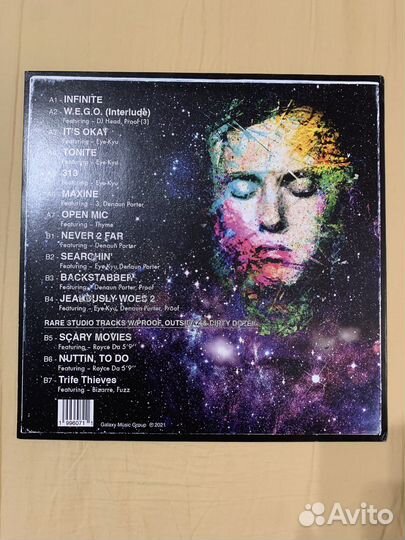 A1 - INFINITE
A2 - W.E.G.O. (Interlude)
Featuring – DJ Head, Proof (3)
A3 - IT'S OKAY
Featuring – Eye-Kyu
A4 - TONITE
Featuring – Eye-Kyu
A5 - 313
Featuring – Eye-Kyu
A6 - MAXINE
Featuring – 3, Denaun Porter
A7 - OPEN MIC
Featuring – Thyme
B1 - NEVER 2 FAR
Featuring – Denaun Porter
B2 - SEARCHIN'
Featuring – Eye-Kyu Denaun Porter
B3 - BACKSTABBER
Featuring – Denaun Porter, Proof
B4 - JEALOUSLY WOES 2
Featuring – Eye-Kyu, Denaun Porter, Proof
RARE STUDIO TRACKS W/PROOF, OUTSIDAZ & DIRTY DOZEN
B5 - SCARY MOVIES
Featuring – Royce Da 5'9"
B6 - NUTTIN, TO DO
Featuring – Royce Da 5'9"
B7 - Trife Thieves
Featuring – Bizarre, Fuzz
Galaxy Music Group ℗ 2021
Avito